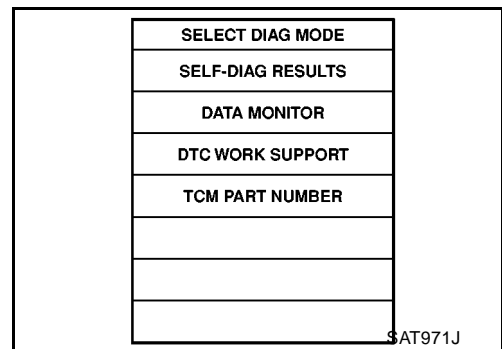 SELECT DIAG MODE
SELF-DIAG RESULTS
DATA MONITOR
DTC WORK SUPPORT
TCM PART NUMBER
SAT971J